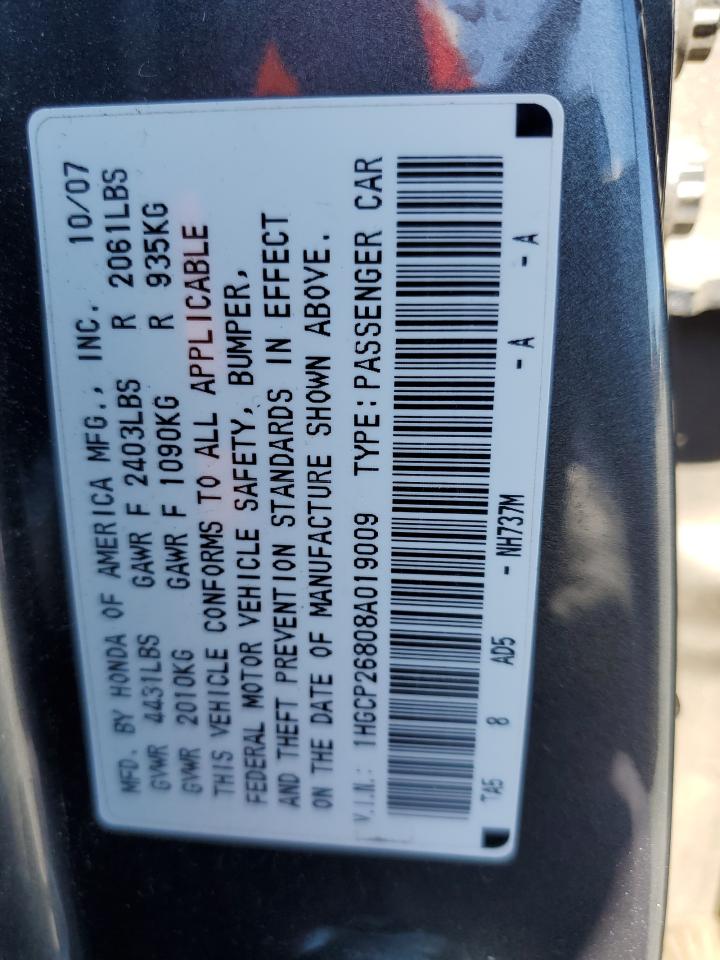 MFD. BY HONDA OF AMERICA MFG., INC. 10/07
GVWR 4431LBS GAWR F 2403LBS R 2061LBS
GVWR 2010KG GAWR F 1090KG R 935KG
THIS VEHICLE CONFORMS TO ALL APPLICABLE
FEDERAL MOTOR VEHICLE SAFETY, BUMPER,
AND THEFT PREVENTION STANDARDS IN EFFECT
ON THE DATE OF MANUFACTURE SHOWN ABOVE.
V.I.N.: 1HGCP26808A019009 TYPE: PASSENGER CAR
TA5 8 AD5 - NH737M - A - A